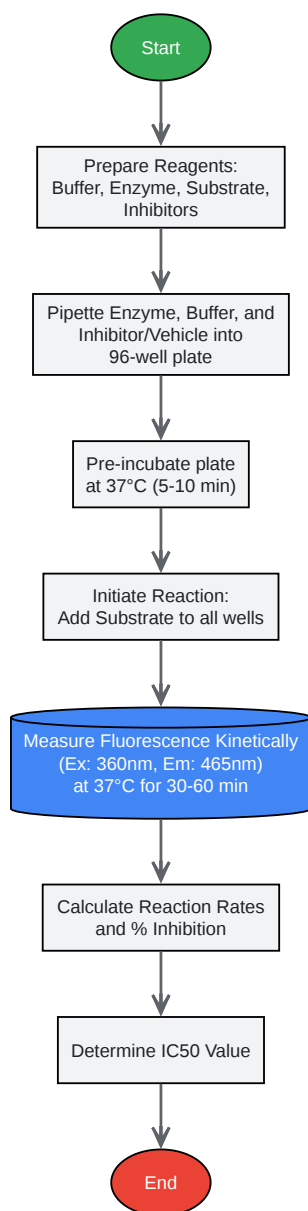 Start
Prepare Reagents:
Buffer, Enzyme, Substrate,
Inhibitors
Pipette Enzyme, Buffer, and
Inhibitor/Vehicle into
96-well plate
Pre-incubate plate
at 37°C (5-10 min)
Initiate Reaction:
Add Substrate to all wells
Measure Fluorescence Kinetically
(Ex: 360nm, Em: 465nm)
at 37°C for 30-60 min
Calculate Reaction Rates
and % Inhibition
Determine IC50 Value
End